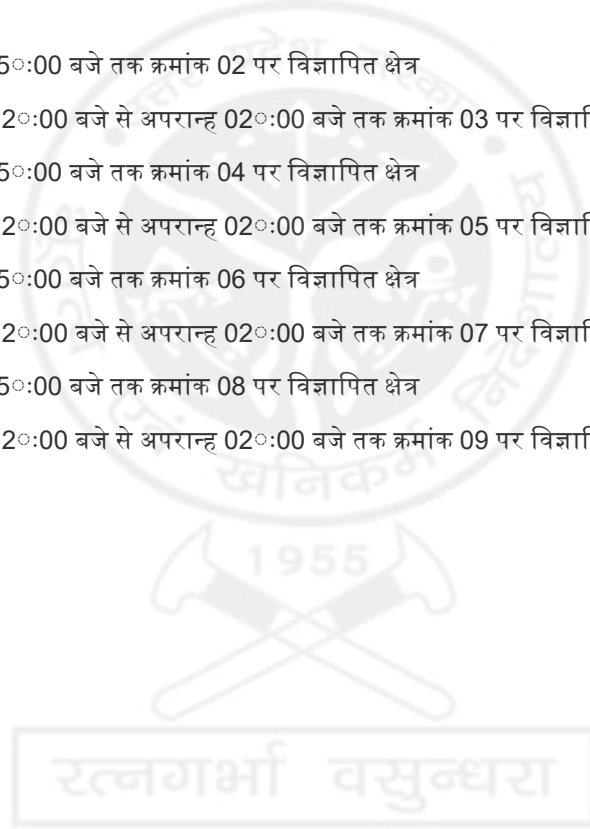 5ः:00 बजे तक क्रमांक 02 पर विज्ञापित क्षेत्र
2ः:00 बजे से अपरान्ह 02ः:00 बजे तक क्रमांक 03 पर
5ः:00 बजे तक क्रमांक 04 पर विज्ञापित क्षेत्र
2ः:00 बजे से अपरान्ह 02ः:00 बजे तक क्रमांक 05 पर
5ः:00 बजे तक क्रमांक 06 पर विज्ञापित क्षेत्र
2ः:00 बजे से अपरान्ह 02ः:00 बजे तक क्रमांक 07 पर
5ः:00 बजे तक क्रमांक 08 पर विज्ञापित क्षेत्र
2ः:00 बजे से अपरान्ह 02ः:00 बजे तक क्रमांक 09 पर
खनिकर्म
1955
रत्नगर्भा वसुन्धरा